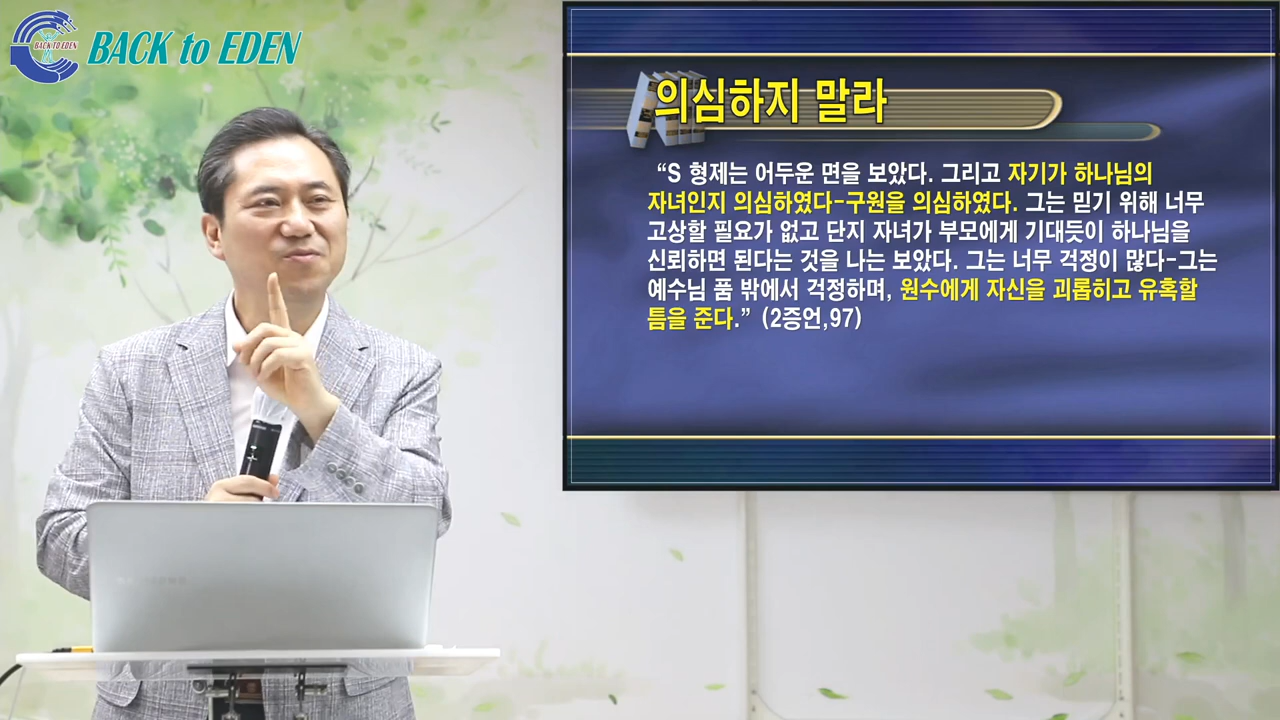 BACK TO EDEN
BACK to EDEN
의심하지 말라
“S 형제는 어두운 면을 보았다. 그리고 자기가 하나님의
자녀인지 의심하였다-구원을 의심하였다. 그는 믿기 위해 너무
고상할 필요가 없고 단지 자녀가 부모에게 기대듯이 하나님을
신뢰하면 된다는 것을 나는 보았다. 그는 너무 걱정이 많다-그는
예수님 품 밖에서 걱정하며, 원수에게 자신을 괴롭히고 유혹할
틈을 준다.” (2증언,97)